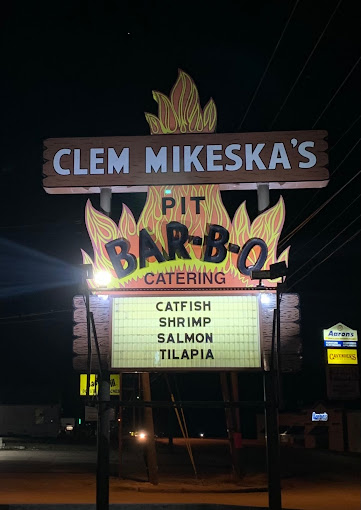 CLEM MIKESKA'S
PIT
BAR-B-Q
CATERING
CATFISH
SHRIMP
SALMON
TILAPIA
Aaron's